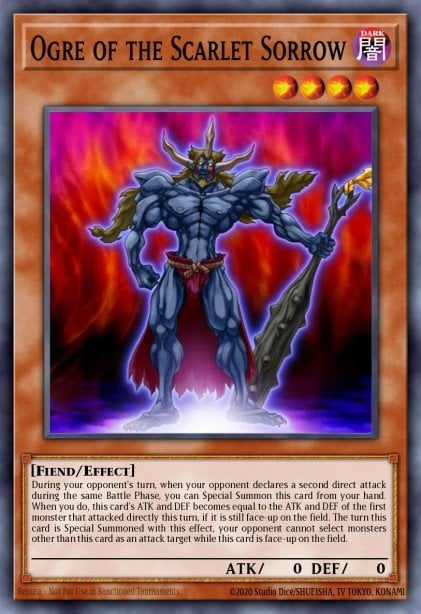 OGRE OF THE SCARLET SORROW
DARK
闇
[FIEND/EFFECT]
During your opponent's turn, when your opponent declares a second direct attack
during the same Battle Phase, you can Special Summon this card from your hand.
When you do, this card's ATK and DEF becomes equal to the ATK and DEF of the first
monster that attacked directly this turn, if it is still face-up on the field. The turn this
card is Special Summoned with this effect, your opponent cannot select monsters
other than this card as an attack target while this card is face-up on the field.
ATK/ 0 DEF/ 0
Replica - Not For Use in Sanctioned Tournaments
©2020 Studio Dice/SHUEISHA, TV TOKYO, KONAMI